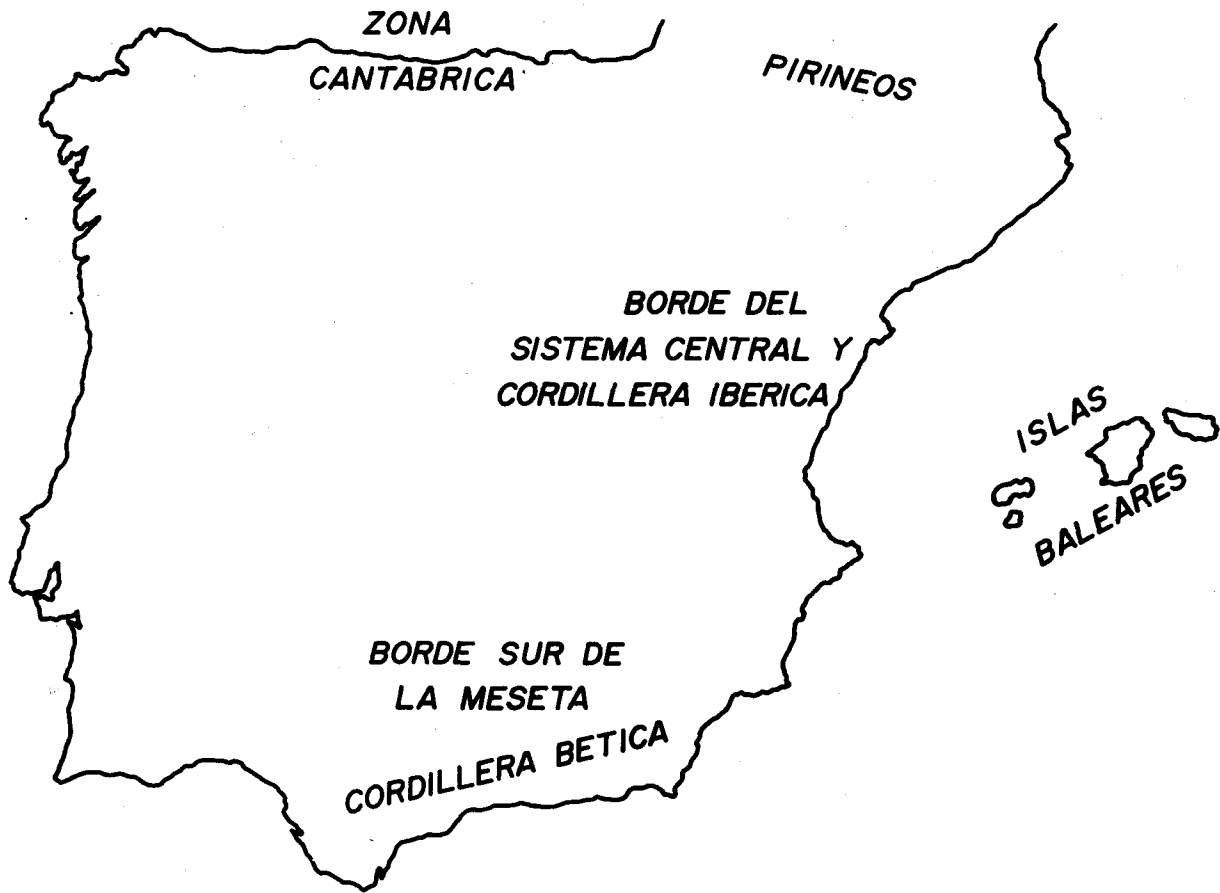 ZONA
CANTABRICA
PIRINEOS
BORDE DEL
SISTEMA CENTRAL Y
CORDILLERA IBERICA
ISLAS
BALEARES
BORDE SUR DE
LA MESETA
CORDILLERA BETICA